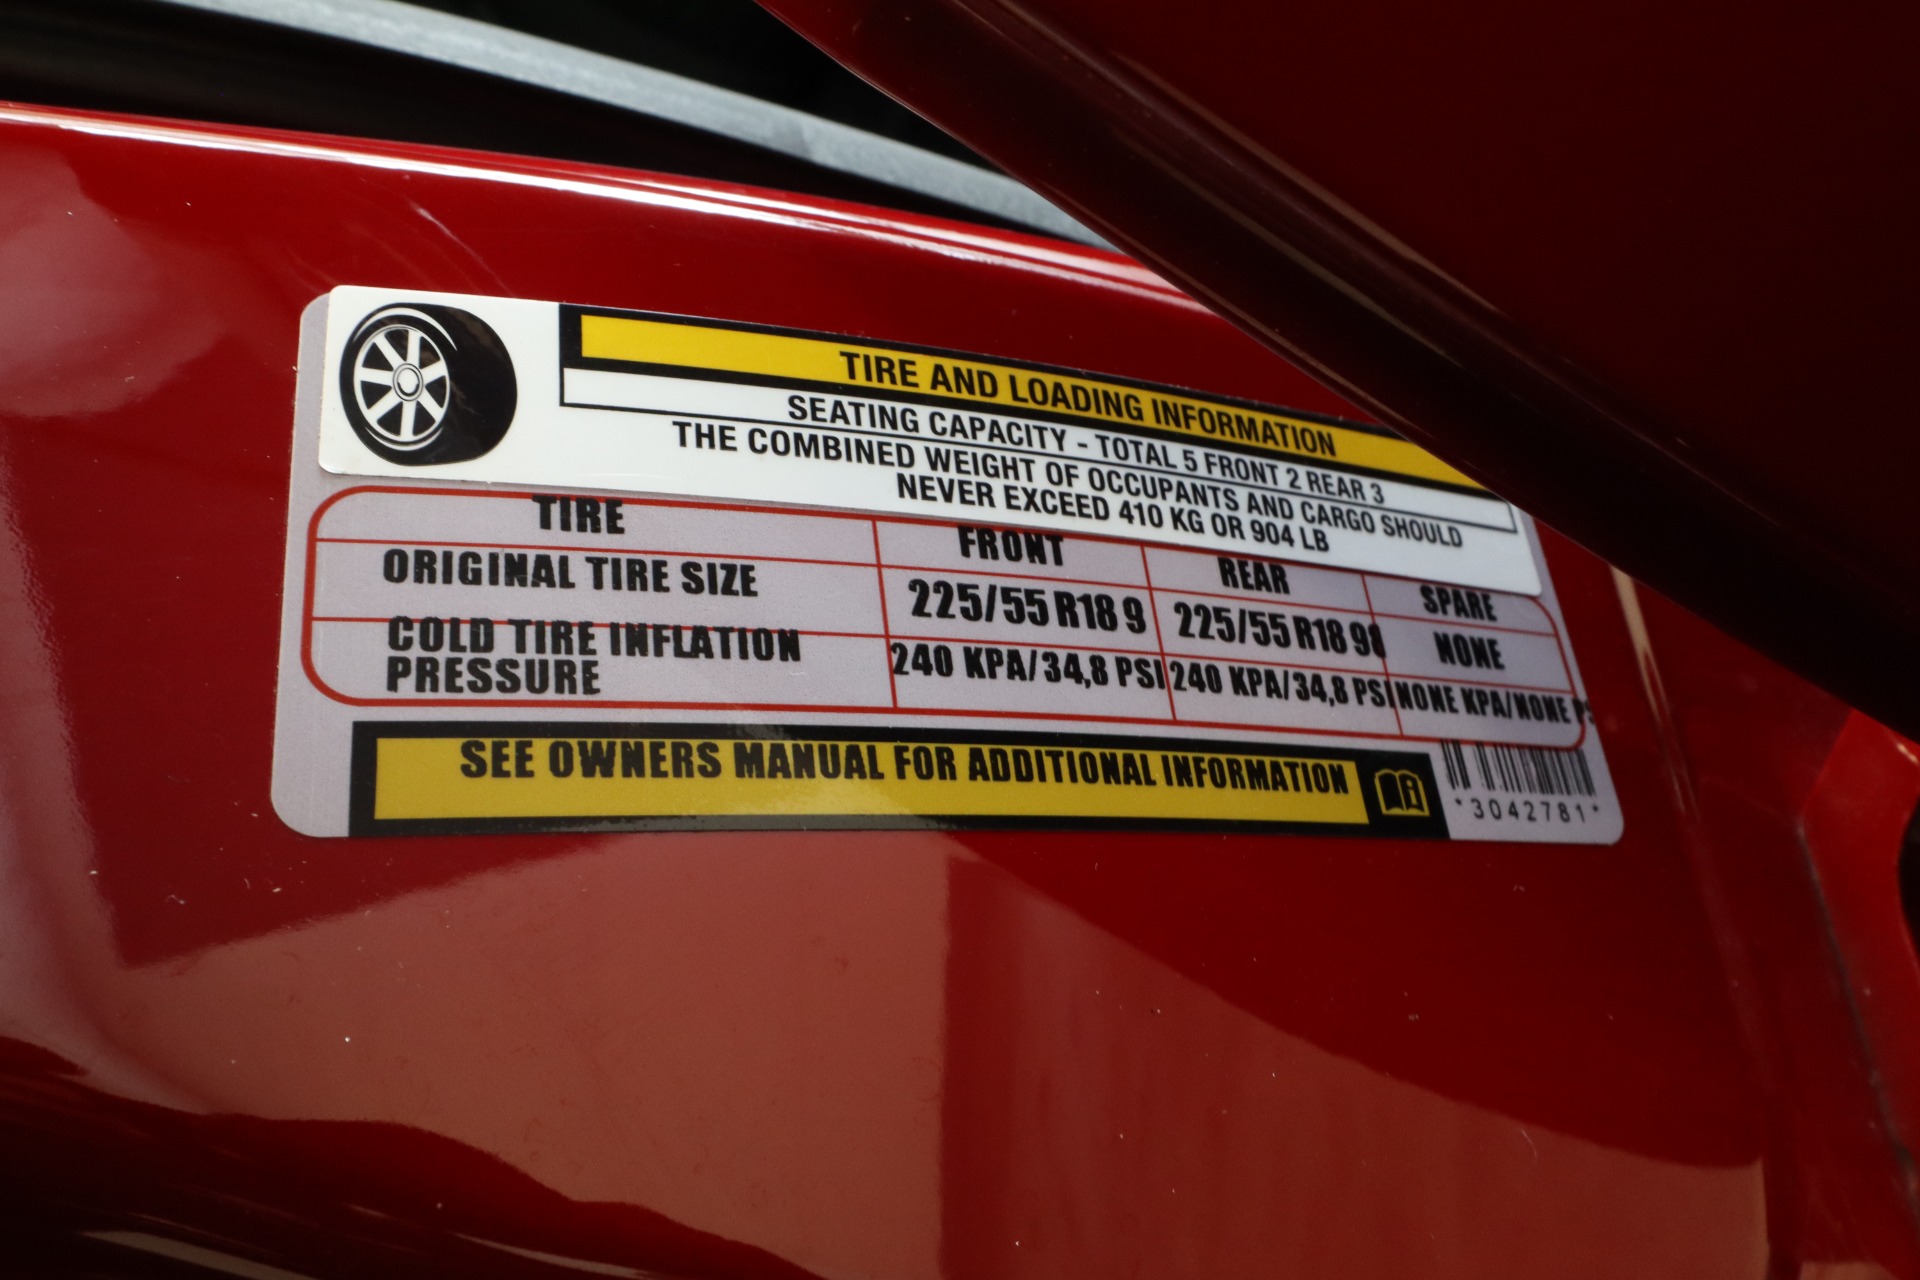 TIRE AND LOADING INFORMATION
SEATING CAPACITY - TOTAL 5 FRONT 2 REAR 3
THE COMBINED WEIGHT OF OCCUPANTS AND CARGO SHOULD
NEVER EXCEED 410 KG OR 904 LB
TIRE FRONT REAR SPARE
ORIGINAL TIRE SIZE 225/55 R18 9 225/55 R18 98 NONE
COLD TIRE INFLATION
PRESSURE 240 KPA/34,8 PSI 240 KPA/34,8 PSI NONE KPA/NONE
SEE OWNERS MANUAL FOR ADDITIONAL INFORMATION
*3042781*